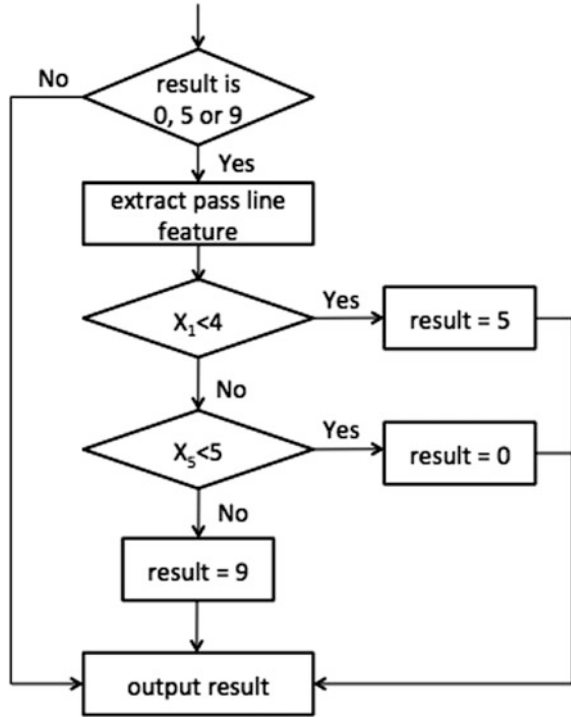 No
result is
0, 5 or 9
Yes
extract pass line
feature
X₁<4
Yes
result = 5
No
X₅<5
Yes
result = 0
No
result = 9
output result